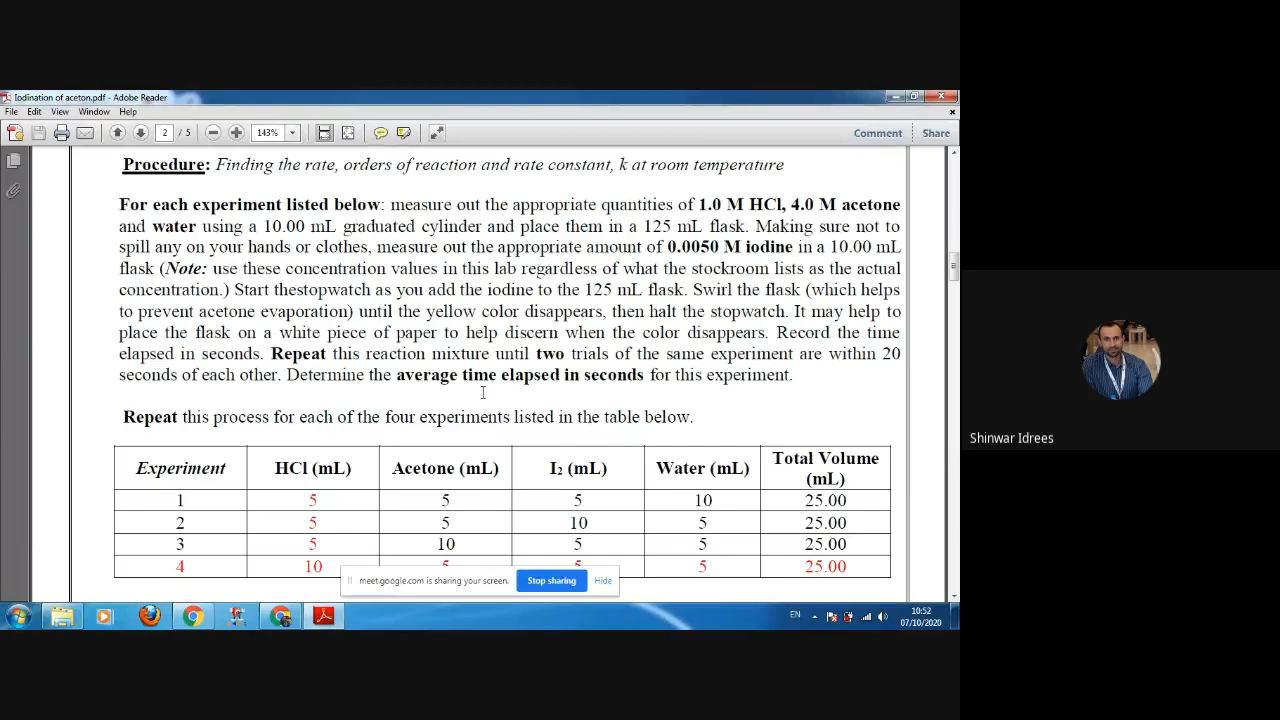 Iodination of aceton.pdf - Adobe Reader
File Edit View Window Help
2 / 5 143% Comment Share
Procedure: Finding the rate, orders of reaction and rate constant, k at room temperature
For each experiment listed below: measure out the appropriate quantities of 1.0 M HCl, 4.0 M acetone
and water using a 10.00 mL graduated cylinder and place them in a 125 mL flask. Making sure not to
spill any on your hands or clothes, measure out the appropriate amount of 0.0050 M iodine in a 10.00 mL
flask (Note: use these concentration values in this lab regardless of what the stockroom lists as the actual
concentration.) Start thestopwatch as you add the iodine to the 125 mL flask. Swirl the flask (which helps
to prevent acetone evaporation) until the yellow color disappears, then halt the stopwatch. It may help to
place the flask on a white piece of paper to help discern when the color disappears. Record the time
elapsed in seconds. Repeat this reaction mixture until two trials of the same experiment are within 20
seconds of each other. Determine the average time elapsed in seconds for this experiment.
Repeat this process for each of the four experiments listed in the table below.
Experiment HCl (mL) Acetone (mL) I₂ (mL) Water (mL) Total Volume (mL)
1 5 5 5 10 25.00
2 5 5 10 5 25.00
3 5 10 5 5 25.00
4 10 5 25.00
meet.google.com is sharing your screen. Stop sharing Hide
EN 10:52
07/10/2020
Shinwar Idrees